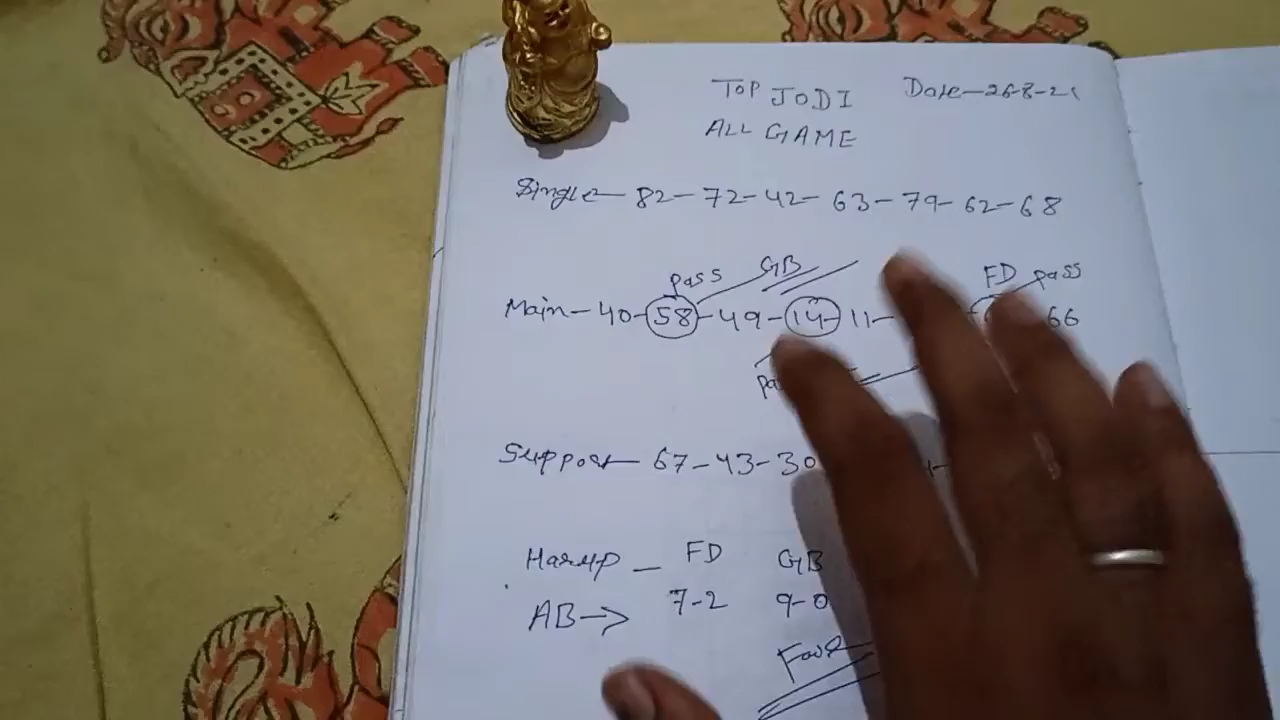 TOP JODI Date-26-8-21
ALL GAME
Single-82-72-42-63-79-62-68
pass GB FD pass
Main-40-58-49-14-11- 66
Support-67-43-30
Harup - FD GB
AB→ 7-2 9-0